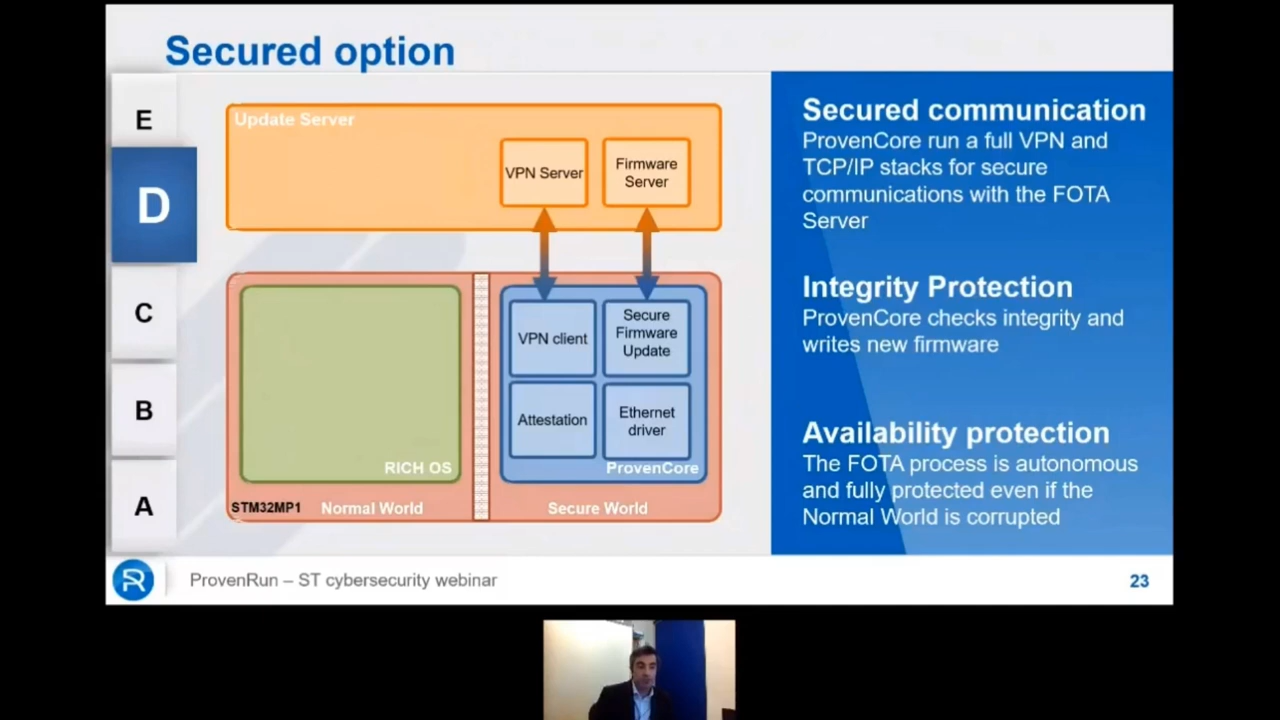 Secured option
E
D
C
B
A
Update Server
VPN Server
Firmware
Server
VPN client
Secure
Firmware
Update
Attestation
Ethernet
driver
RICH OS
ProvenCore
STM32MP1
Normal World
Secure World
Secured communication
ProvenCore run a full VPN and
TCP/IP stacks for secure
communications with the FOTA
Server
Integrity Protection
ProvenCore checks integrity and
writes new firmware
Availability protection
The FOTA process is autonomous
and fully protected even if the
Normal World is corrupted
ProvenRun – ST cybersecurity webinar
23